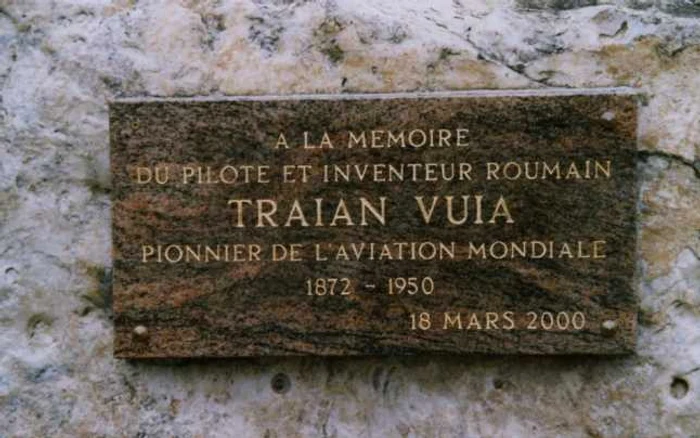 A LA MEMOIRE
DU PILOTE ET INVENTEUR ROUMAIN
TRAIAN VUIA
PIONNIER DE L'AVIATION MONDIALE
1872 - 1950
18 MARS 2000